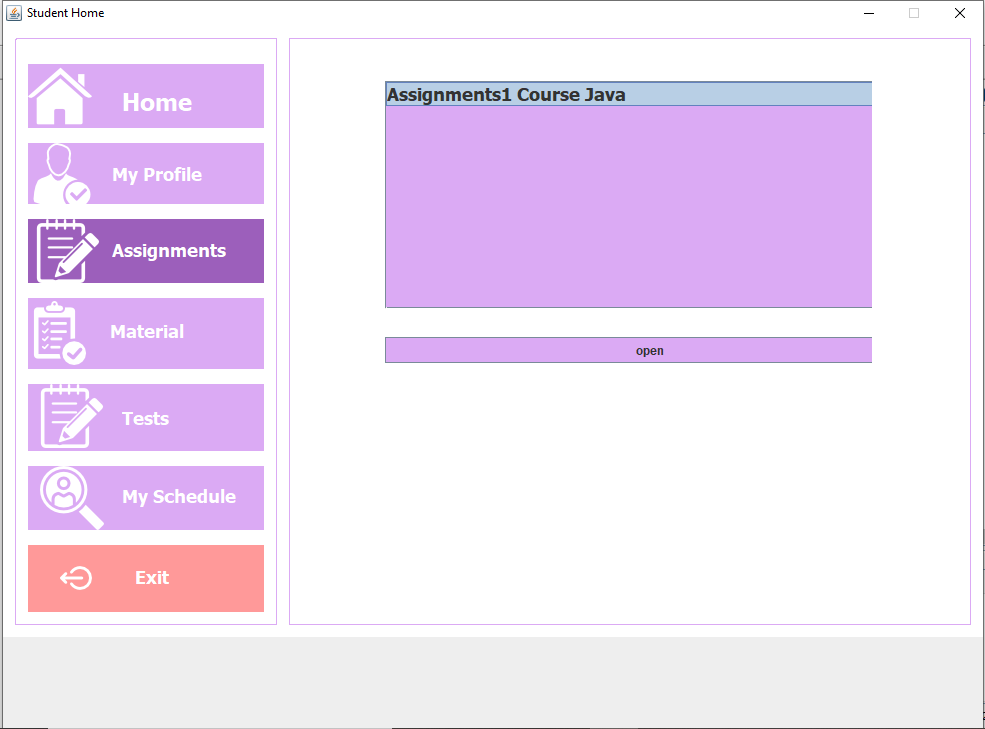 Student Home
Home
My Profile
Assignments
Material
Tests
My Schedule
Exit
Assignments1 Course Java
open